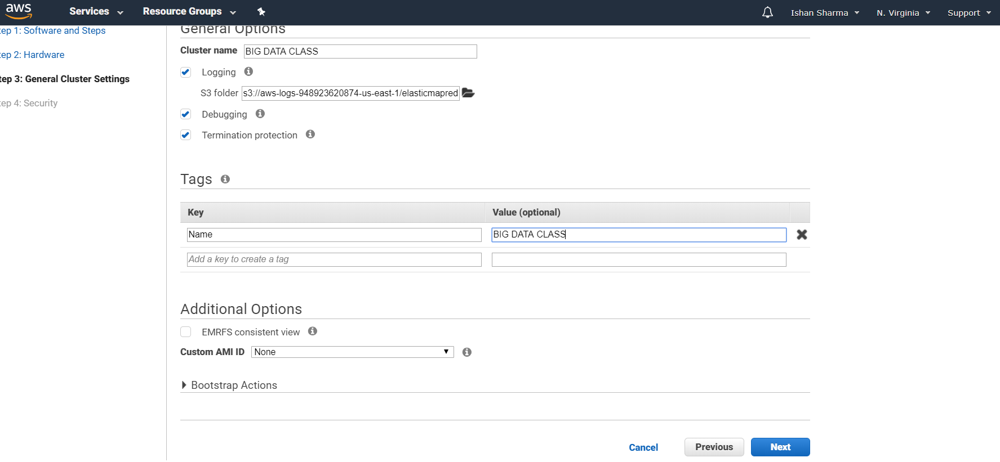 aws Services Resource Groups Ishan Sharma N. Virginia Support
tep 1: Software and Steps
tep 2: Hardware
tep 3: General Cluster Settings
tep 4: Security
General Options
Cluster name BIG DATA CLASS
Logging
S3 folder s3://aws-logs-948923620874-us-east-1/elasticmapred
Debugging
Termination protection
Tags
Key Value (optional)
Name BIG DATA CLASS
Add a key to create a tag
Additional Options
EMRFS consistent view
Custom AMI ID None
Bootstrap Actions
Cancel Previous Next